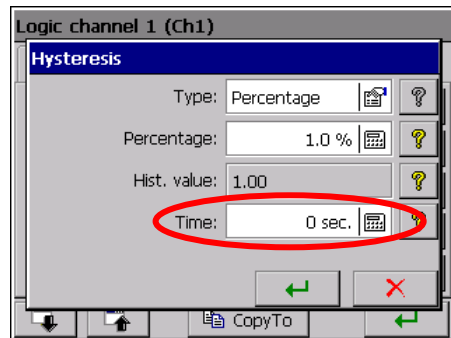 Logic channel 1 (Ch1)
Hysteresis
Type: Percentage
Percentage: 1.0 %
Hist. value: 1.00
Time: 0 sec.
CopyTo